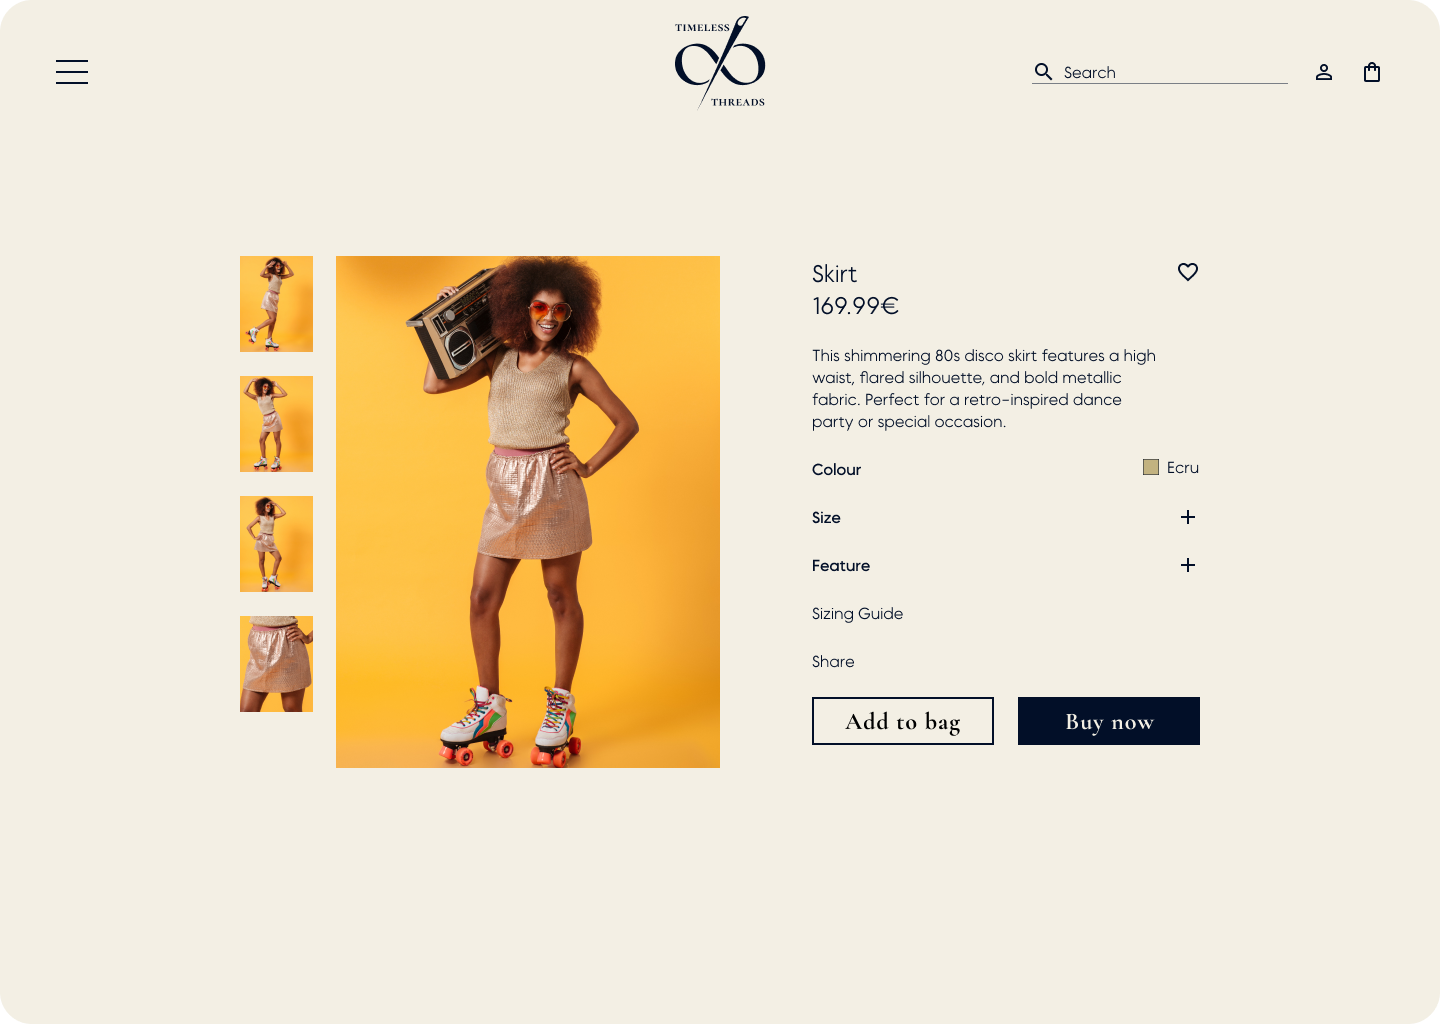 TIMELESS
THREADS
Search
Skirt
169.99€
This shimmering 80s disco skirt features a high
waist, flared silhouette, and bold metallic
fabric. Perfect for a retro-inspired dance
party or special occasion.
Colour
Ecru
Size
Feature
Sizing Guide
Share
Add to bag
Buy now